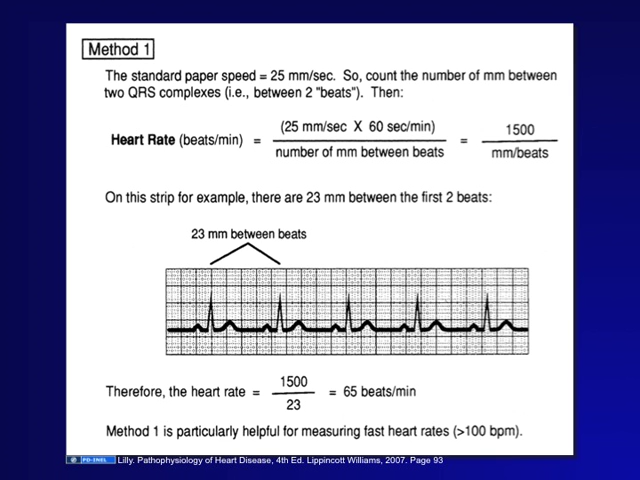 Method 1
The standard paper speed = 25 mm/sec. So, count the number of mm between
two QRS complexes (i.e., between 2 "beats"). Then:
Heart Rate (beats/min) = (25 mm/sec X 60 sec/min) = 1500
number of mm between beats mm/beats
On this strip for example, there are 23 mm between the first 2 beats:
23 mm between beats
Therefore, the heart rate = 1500 = 65 beats/min
23
Method 1 is particularly helpful for measuring fast heart rates (>100 bpm).
PD-INEL Lilly. Pathophysiology of Heart Disease, 4th Ed. Lippincott Williams, 2007. Page 93